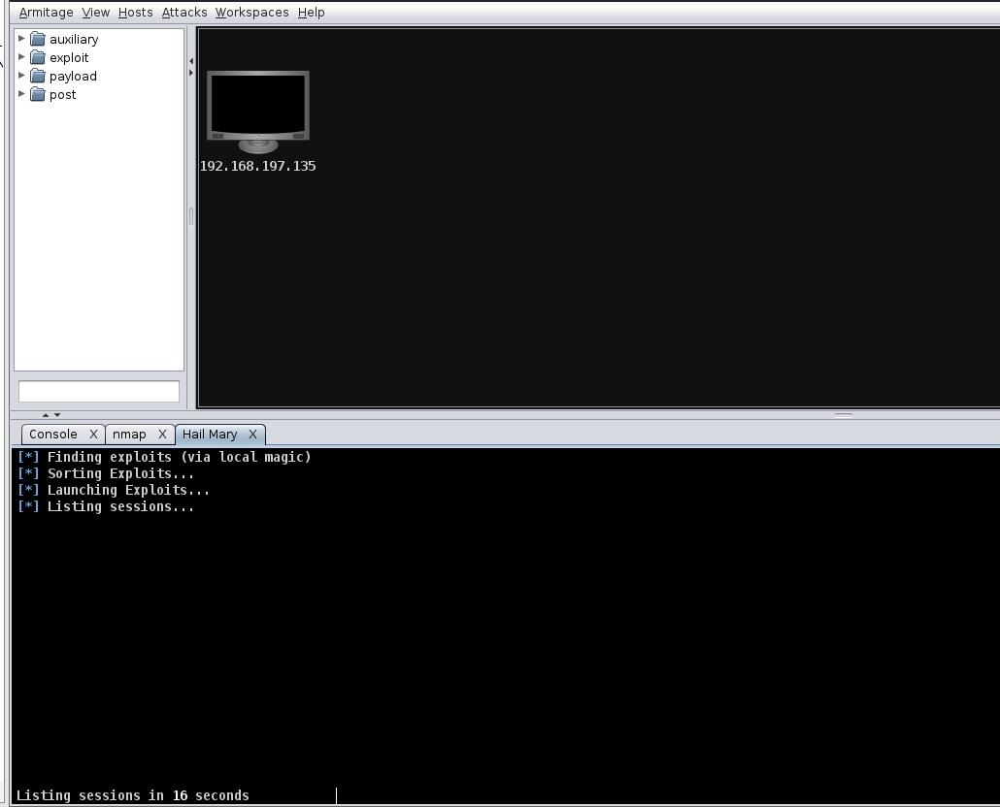 Armitage View Hosts Attacks Workspaces Help
auxiliary
exploit
payload
post
192.168.197.135
Console X nmap X Hail Mary X
[*] Finding exploits (via local magic)
[*] Sorting Exploits...
[*] Launching Exploits...
[*] Listing sessions...
Listing sessions in 16 seconds